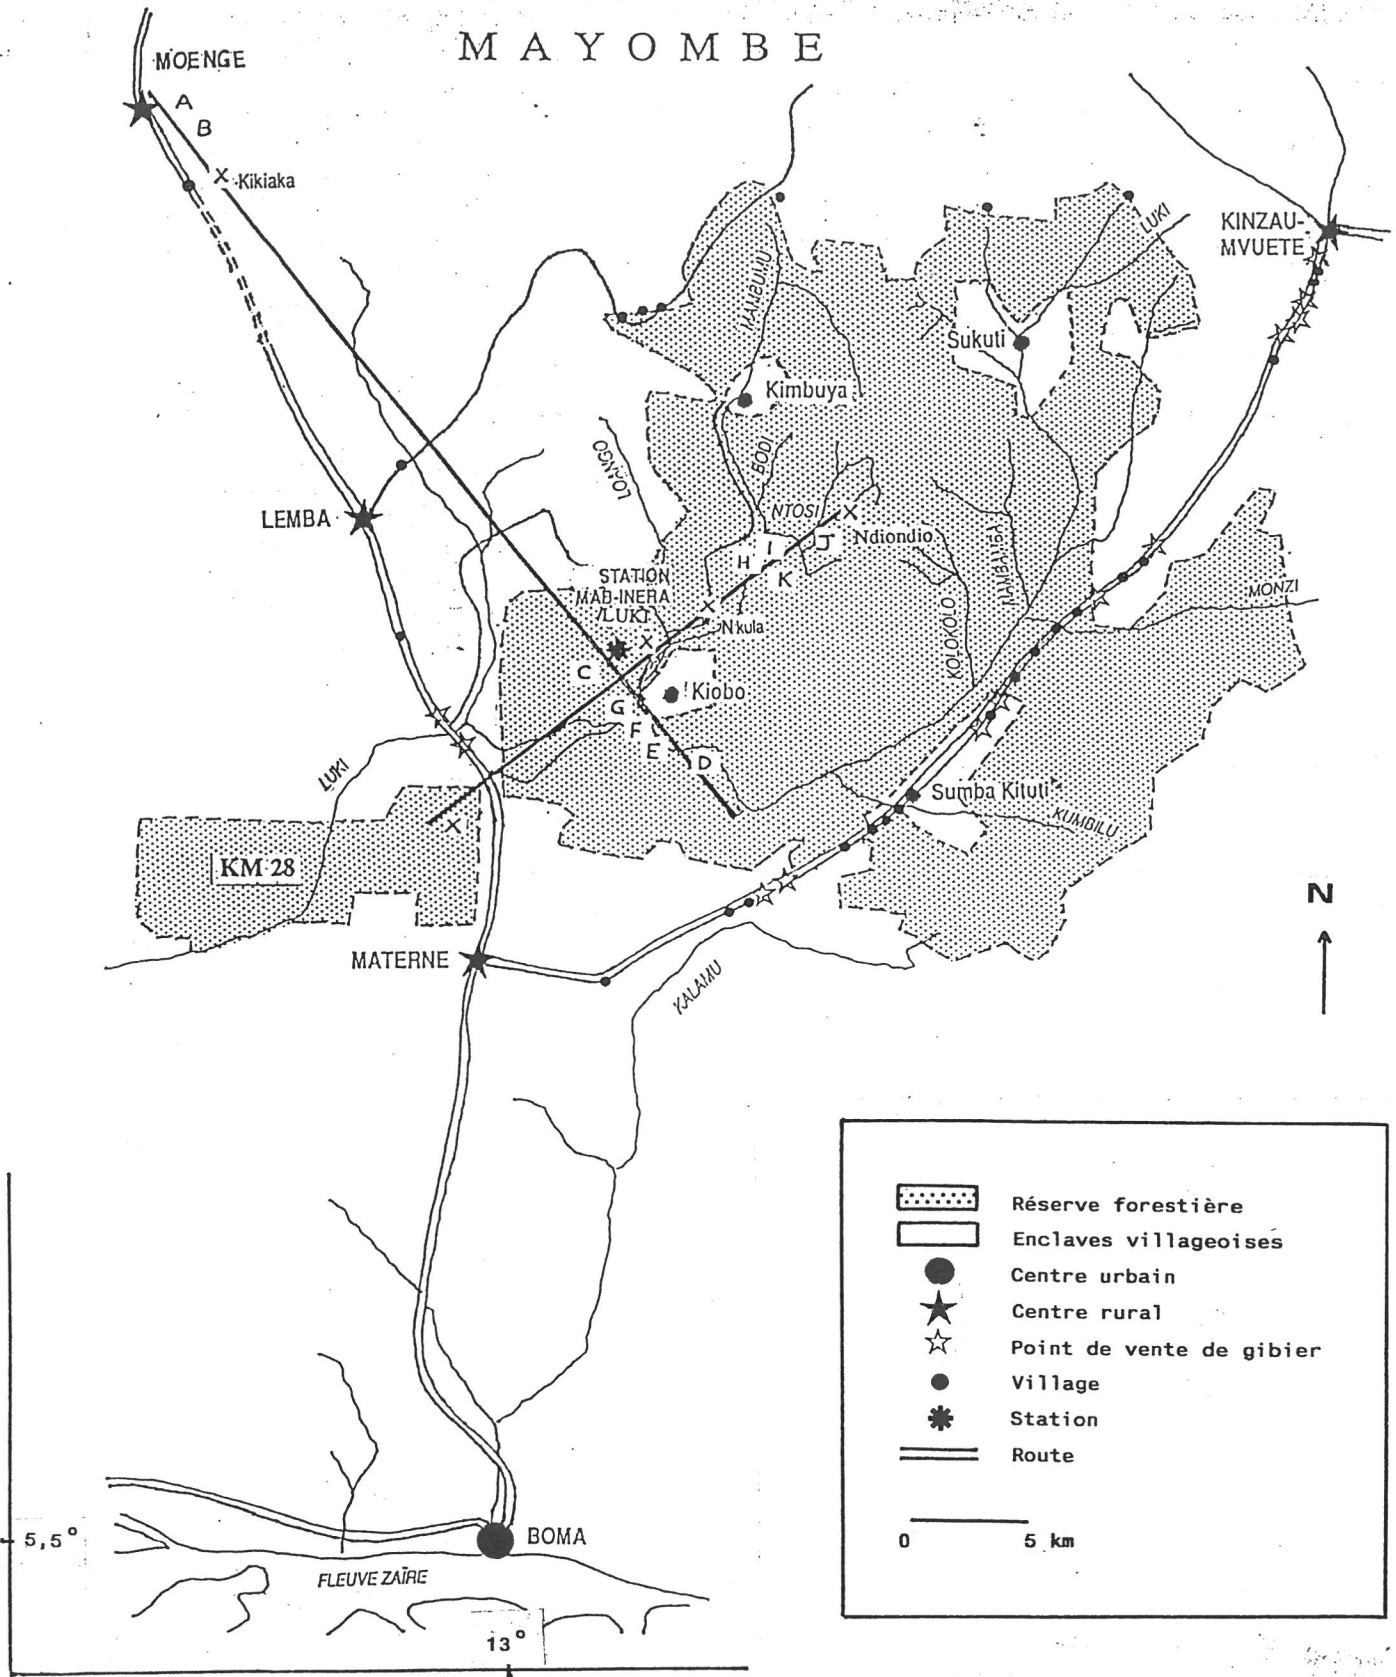 MAYOMBE
MOENGE
A
B
Kikiaka
KINZAU-
MVUETE
LUKI
MAMBUMU
Sukuti
Kimbuya
BODI
LOANGO
LEMBA
NTOSI
Ndiondio
H
I
J
K
STATION
MAB-INERA
/LUKI
N'kula
KOLOKOLO
MONZI
C
Kiobo
G
F
E
D
LUKI
Sumba Kituti
KUMBILU
KM 28
N
MATERNE
KALAMU
Réserve forestière
Enclaves villageoises
Centre urbain
Centre rural
Point de vente de gibier
Village
Station
Route
0 5 km
5,5°
BOMA
FLEUVE ZAÏRE
13°